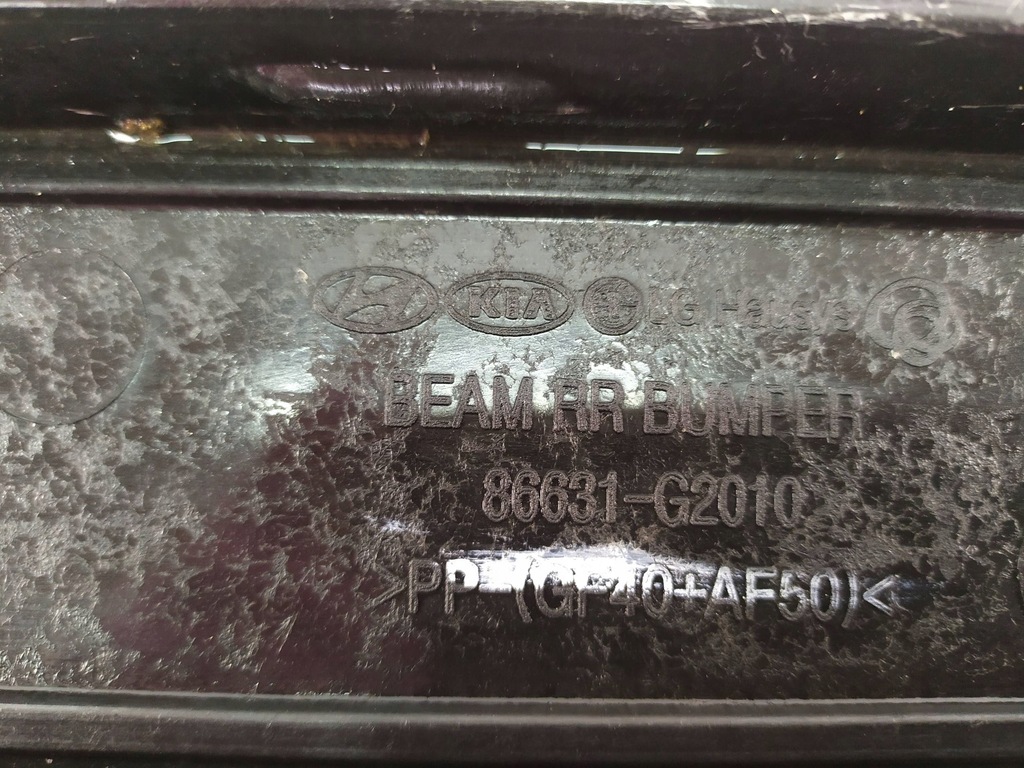 KIA LG Hausys
BEAM RR BUMPER
86631-G2010
>PP-(GF40+AF50)<